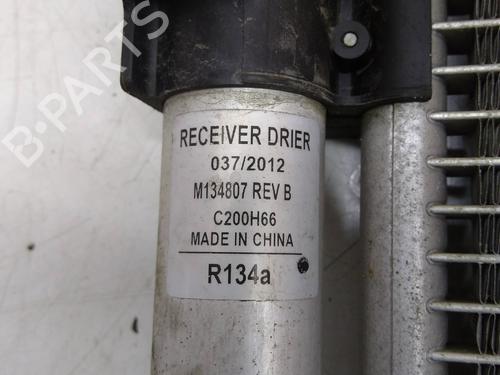 RECEIVER DRIER
037/2012
M134807 REV B
C200H66
MADE IN CHINA
R134a
B-PARTS